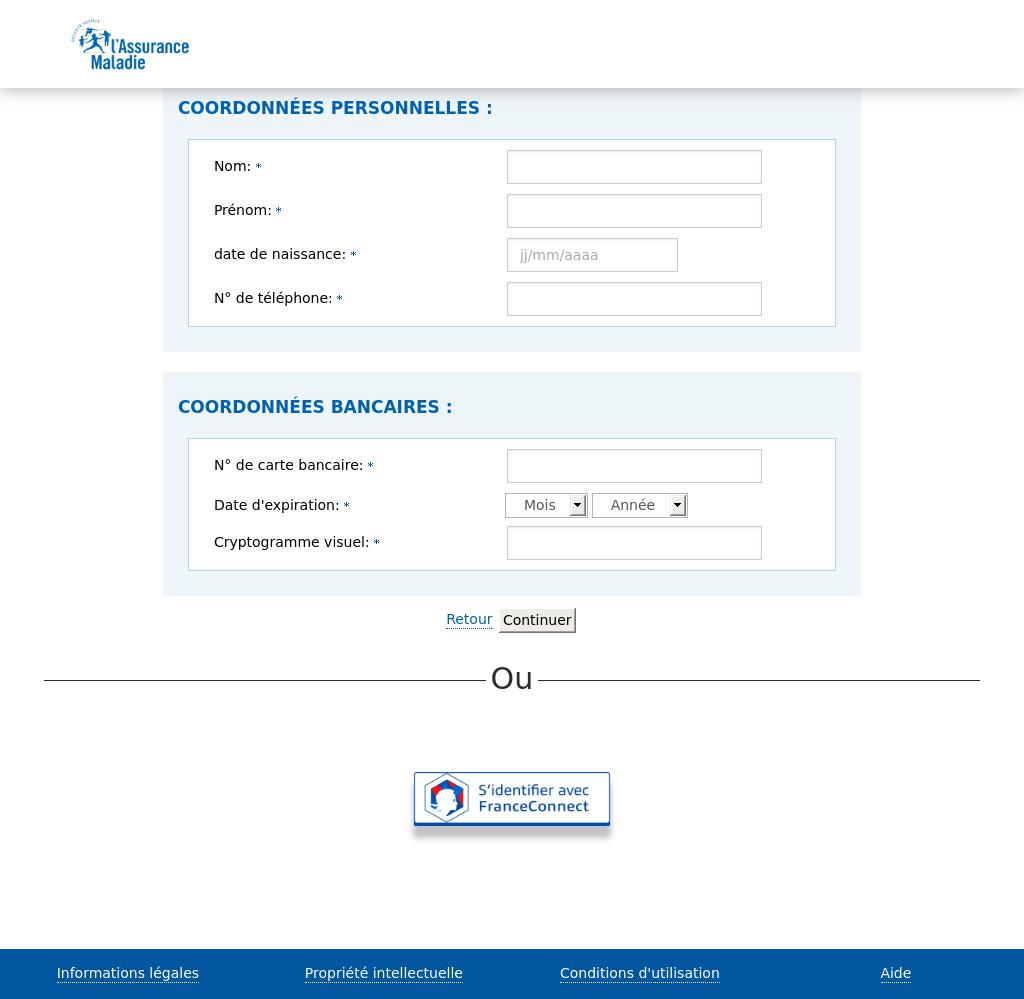 SÉCURITÉ SOCIALE
l'Assurance
Maladie
COORDONNÉES PERSONNELLES :
Nom: *
Prénom: *
date de naissance: * jj/mm/aaaa
N° de téléphone: *
COORDONNÉES BANCAIRES :
N° de carte bancaire: *
Date d'expiration: * Mois Année
Cryptogramme visuel: *
Retour Continuer
Ou
S'identifier avec
FranceConnect
Informations légales Propriété intellectuelle Conditions d'utilisation Aide